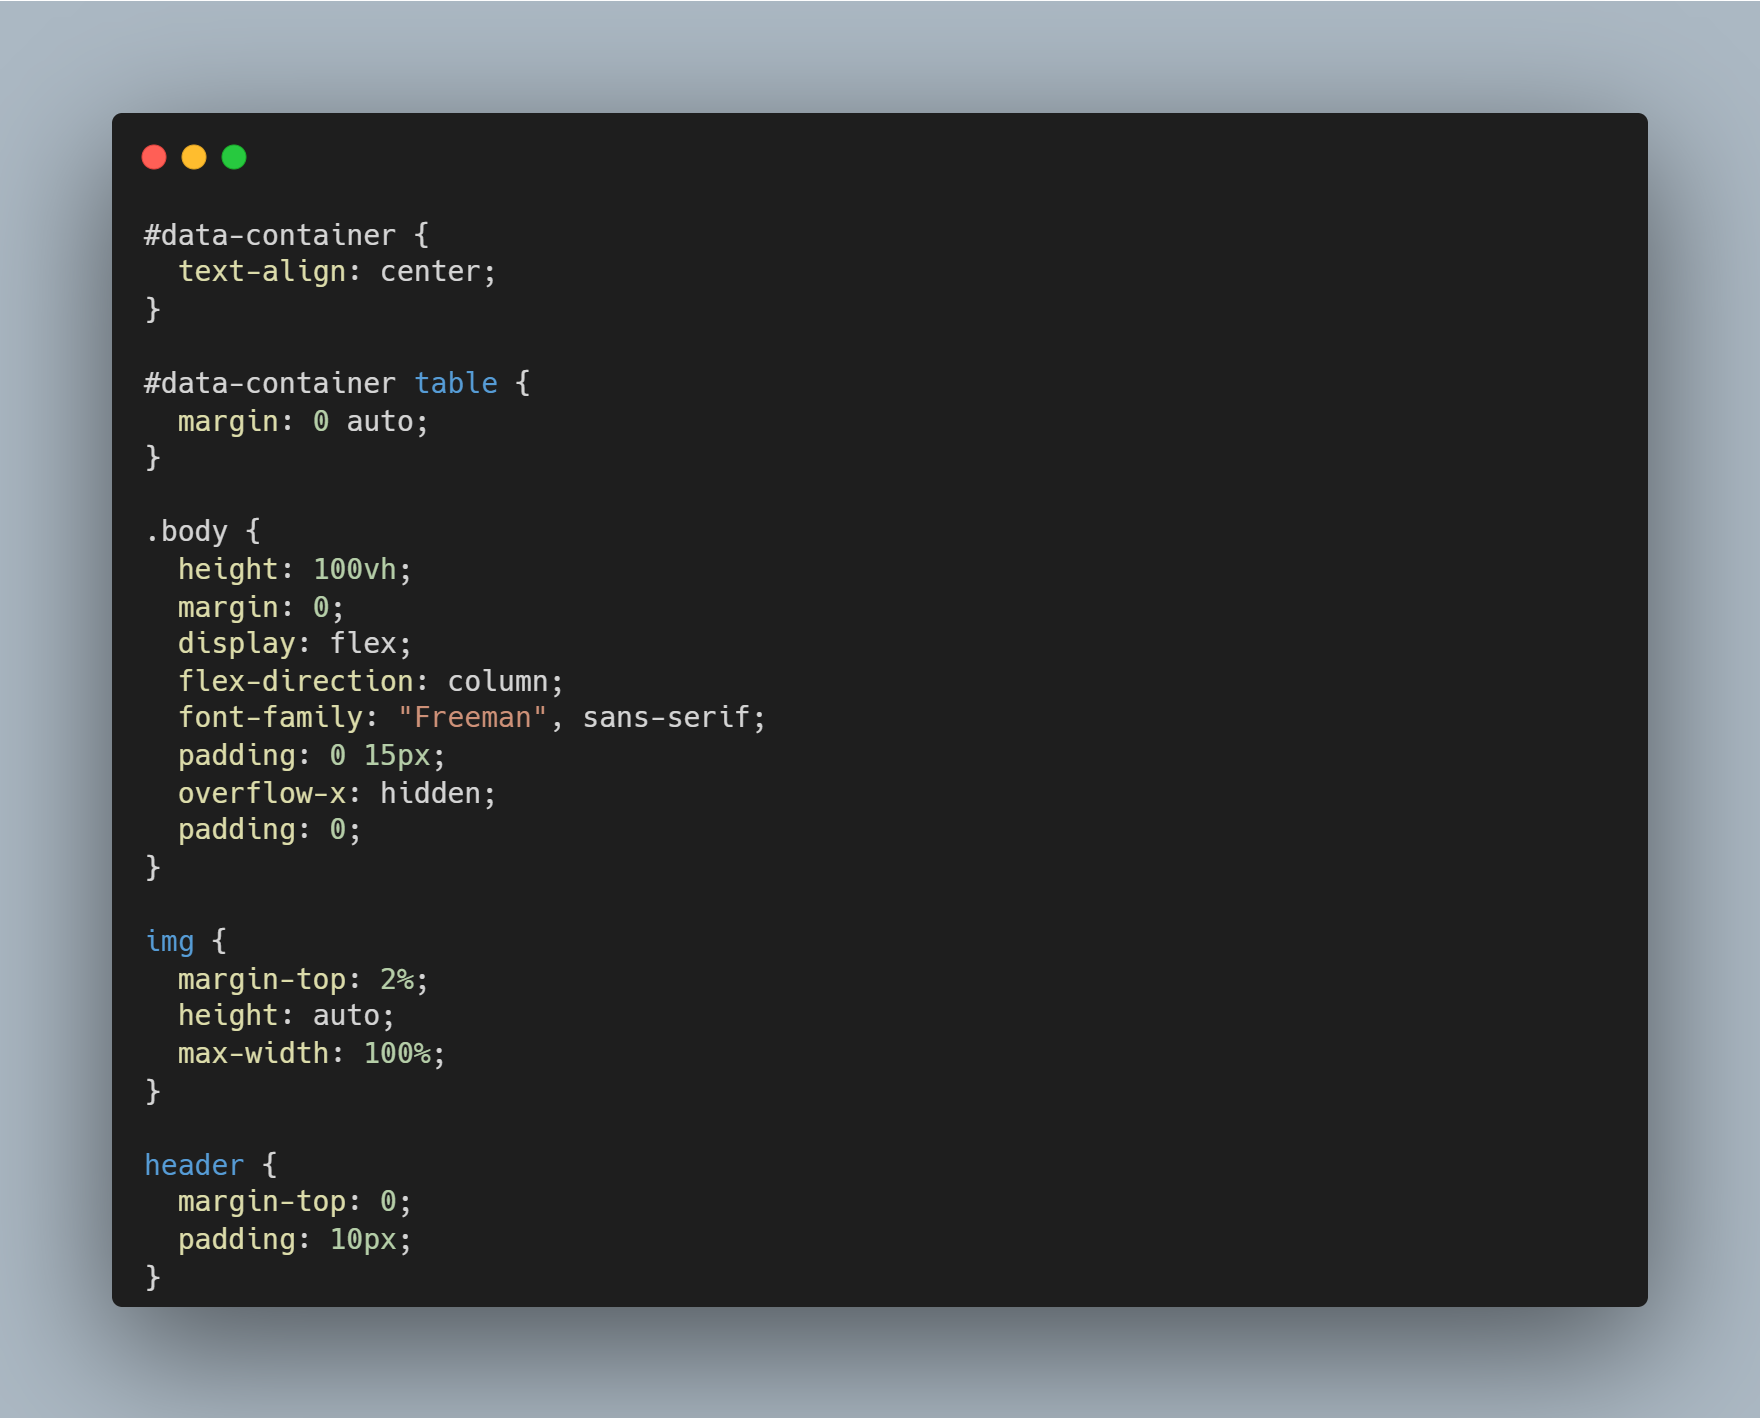 #data-container {
  text-align: center;
}

#data-container table {
  margin: 0 auto;
}

.body {
  height: 100vh;
  margin: 0;
  display: flex;
  flex-direction: column;
  font-family: "Freeman", sans-serif;
  padding: 0 15px;
  overflow-x: hidden;
  padding: 0;
}

img {
  margin-top: 2%;
  height: auto;
  max-width: 100%;
}

header {
  margin-top: 0;
  padding: 10px;
}